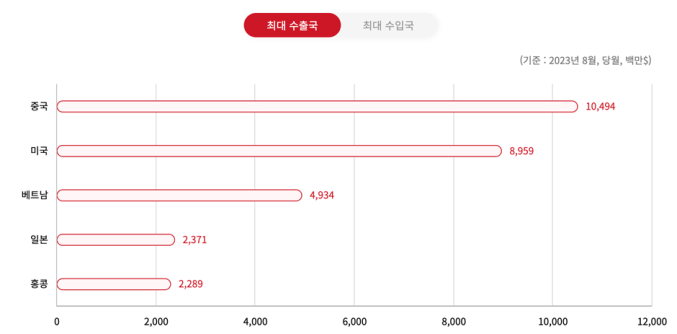 최대 수출국 최대 수입국
(기준 : 2023년 8월, 당월, 백만$)
중국 10,494
미국 8,959
베트남 4,934
일본 2,371
홍콩 2,289
0 2,000 4,000 6,000 8,000 10,000 12,000